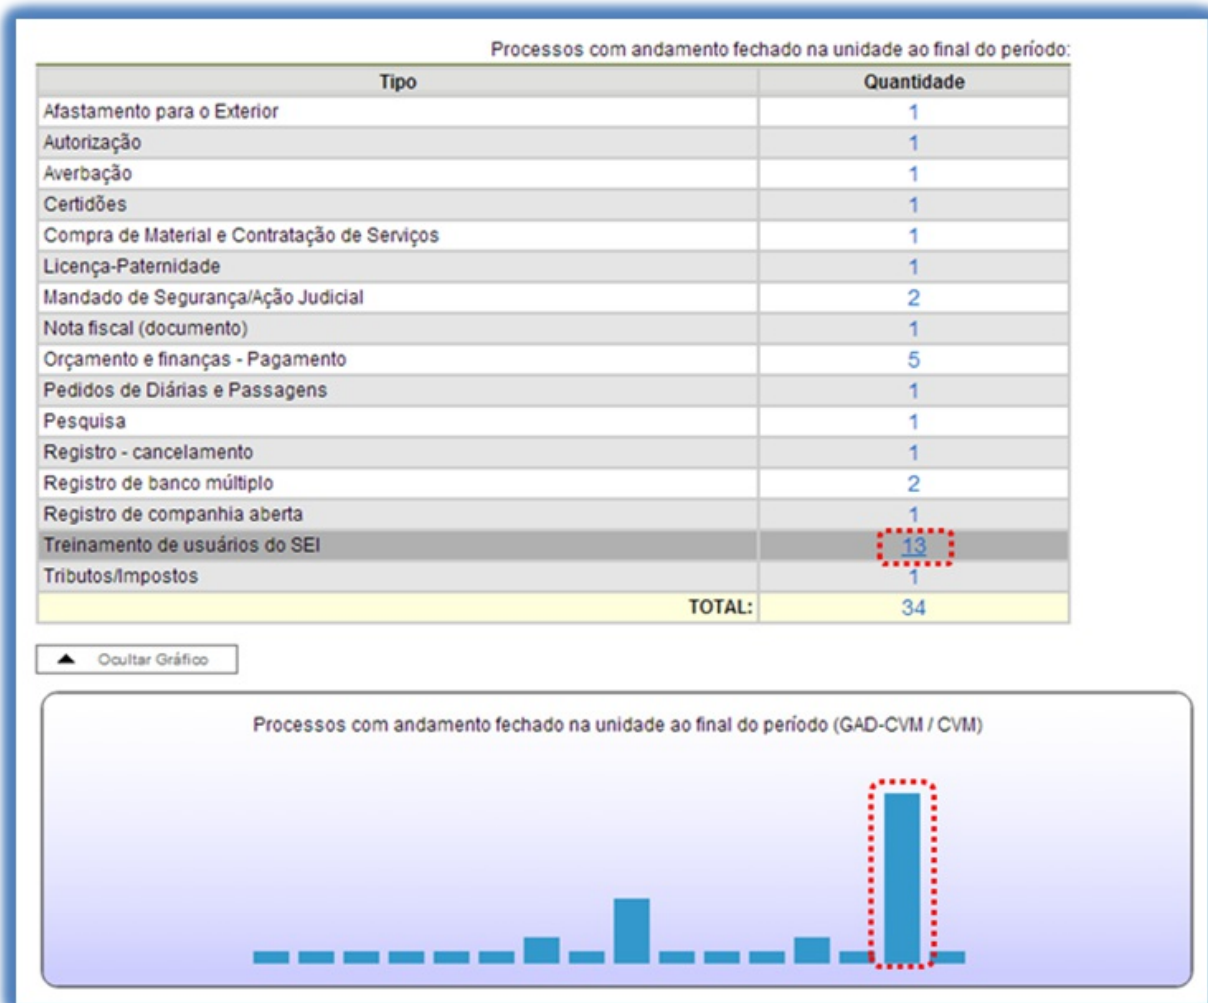 Processos com andamento fechado na unidade ao final do período:
Tipo Quantidade
Afastamento para o Exterior 1
Autorização 1
Averbação 1
Certidões 1
Compra de Material e Contratação de Serviços 1
Licença-Paternidade 1
Mandado de Segurança/Ação Judicial 2
Nota fiscal (documento) 1
Orçamento e finanças - Pagamento 5
Pedidos de Diárias e Passagens 1
Pesquisa 1
Registro - cancelamento 1
Registro de banco múltiplo 2
Registro de companhia aberta 1
Treinamento de usuários do SEI 13
Tributos/Impostos 1
TOTAL: 34
Ocultar Gráfico
Processos com andamento fechado na unidade ao final do período (GAD-CVM / CVM)